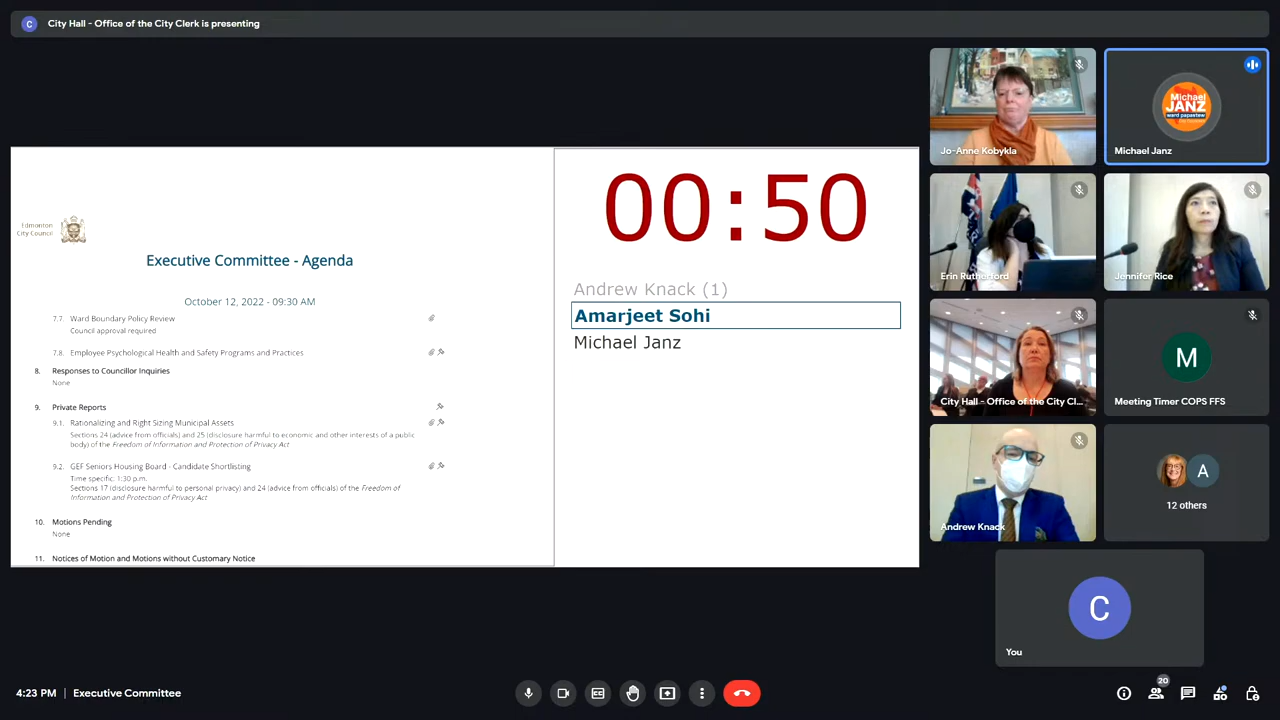 C
City Hall - Office of the City Clerk is presenting
Edmonton
City Council
Executive Committee - Agenda
October 12, 2022 - 09:30 AM
7.7. Ward Boundary Policy Review
Council approval required
7.8. Employee Psychological Health and Safety Programs and Practices
8. Responses to Councillor Inquiries
None
9. Private Reports
9.1. Rationalizing and Right Sizing Municipal Assets
Sections 24 (advice from officials) and 25 (disclosure harmful to economic and other interests of a public
body) of the Freedom of Information and Protection of Privacy Act
9.2. GEF Seniors Housing Board - Candidate Shortlisting
Time specific: 1:30 p.m.
Sections 17 (disclosure harmful to personal privacy) and 24 (advice from officials) of the Freedom of
Information and Protection of Privacy Act
10. Motions Pending
None
11. Notices of Motion and Motions without Customary Notice
00:50
Andrew Knack (1)
Amarjeet Sohi
Michael Janz
Jo-Anne Kobykla
Michael
JANZ
ward papastew
Michael Janz
Erin Rutherford
Jennifer Rice
City Hall - Office of the City Cl...
M
Meeting Timer COPS FFS
Andrew Knack
A
12 others
C
You
4:23 PM | Executive Committee
CC
20